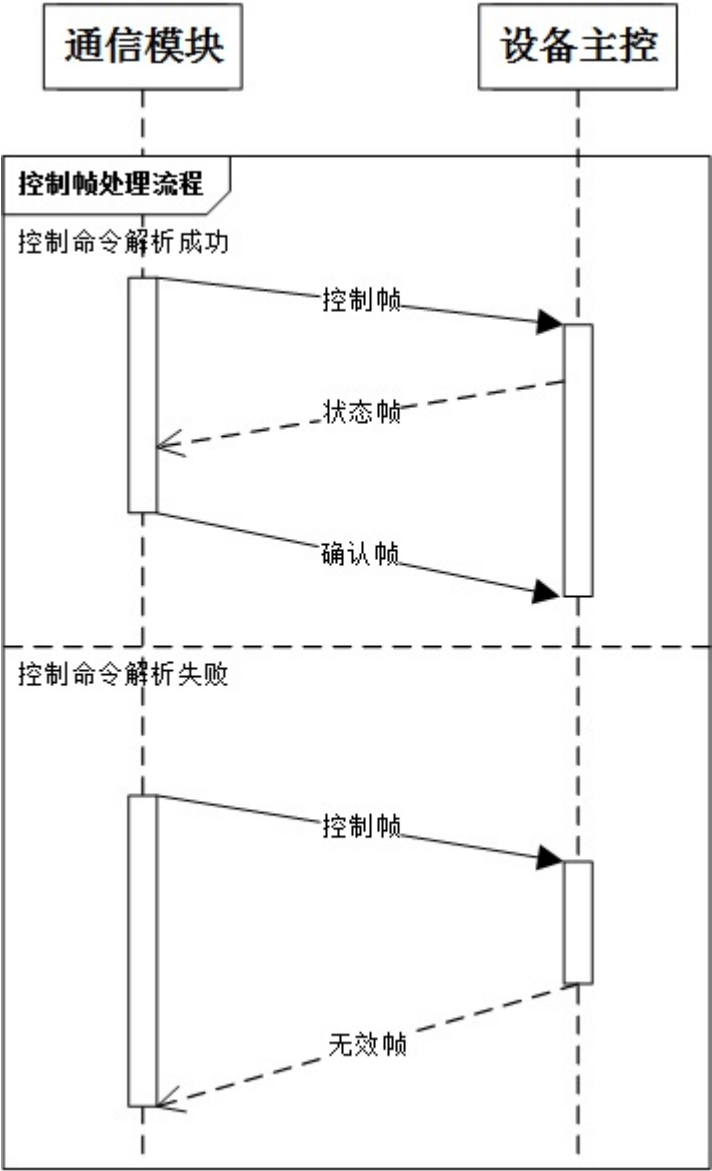 通信模块
设备主控
控制帧处理流程
控制命令解析成功
控制帧
状态帧
确认帧
控制命令解析失败
控制帧
无效帧